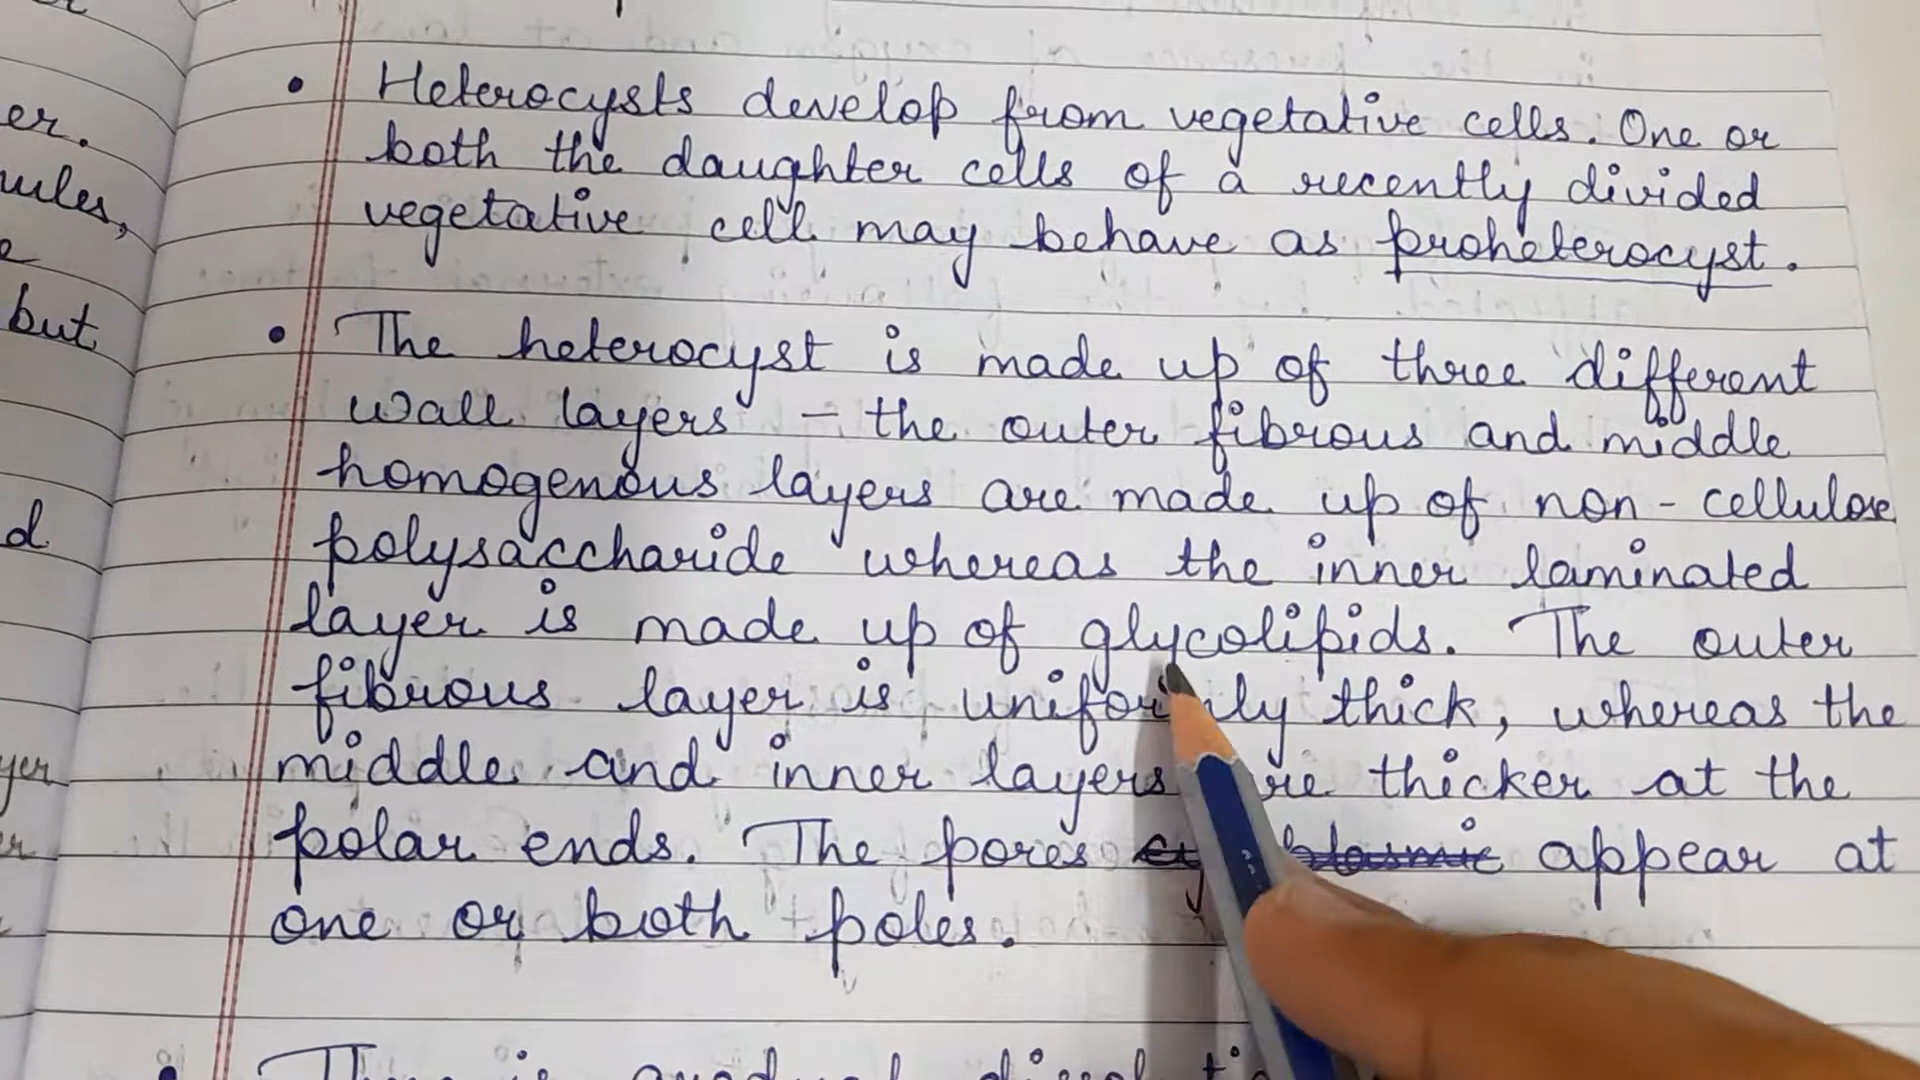 er.
but
d
yer
• Heterocysts develop from vegetative cells. One or
both the daughter cells of a recently divided
vegetative cell may behave as proheterocyst.
• The heterocyst is made up of three different
wall layers – the outer fibrous and middle
homogenous layers are made up of non-cellulose
polysaccharide whereas the inner laminated
layer is made up of glycolipids. The outer
fibrous layer is uniformly thick, whereas the
middle and inner layers are thicker at the
polar ends. The pores appear at
one or both poles.